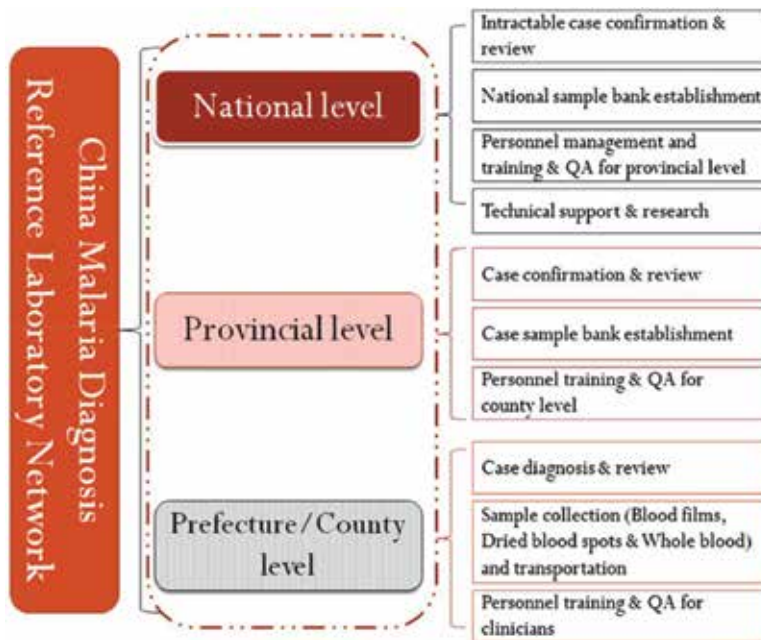 China Malaria Diagnosis
Reference Laboratory Network
National level
Intractable case confirmation &
review
National sample bank establishment
Personnel management and
training & QA for provincial level
Technical support & research
Provincial level
Case confirmation & review
Case sample bank establishment
Personnel training & QA for
county level
Prefecture/County
level
Case diagnosis & review
Sample collection (Blood films,
Dried blood spots & Whole blood)
and transportation
Personnel training & QA for
clinicians